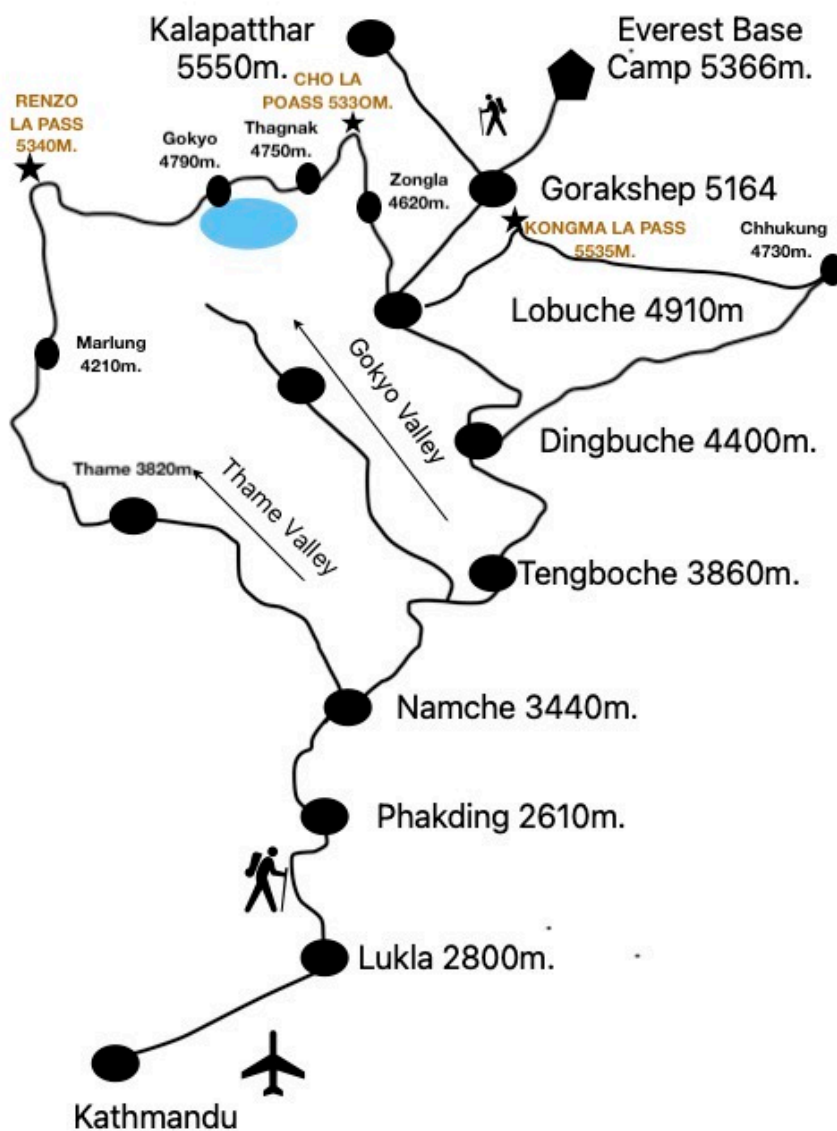 Kalapatthar
5550m.
Everest Base
Camp 5366m.
RENZO
LA PASS
5340M.
CHO LA
POASS 5330M.
Gokyo
4790m.
Thagnak
4750m.
Zongla
4620m.
Gorakshep 5164
KONGMA LA PASS
5535M.
Chhukung
4730m.
Lobuche 4910m
Marlung
4210m.
Gokyo Valley
Dingbuche 4400m.
Thame 3820m.
Thame Valley
Tengboche 3860m.
Namche 3440m.
Phakding 2610m.
Lukla 2800m.
Kathmandu